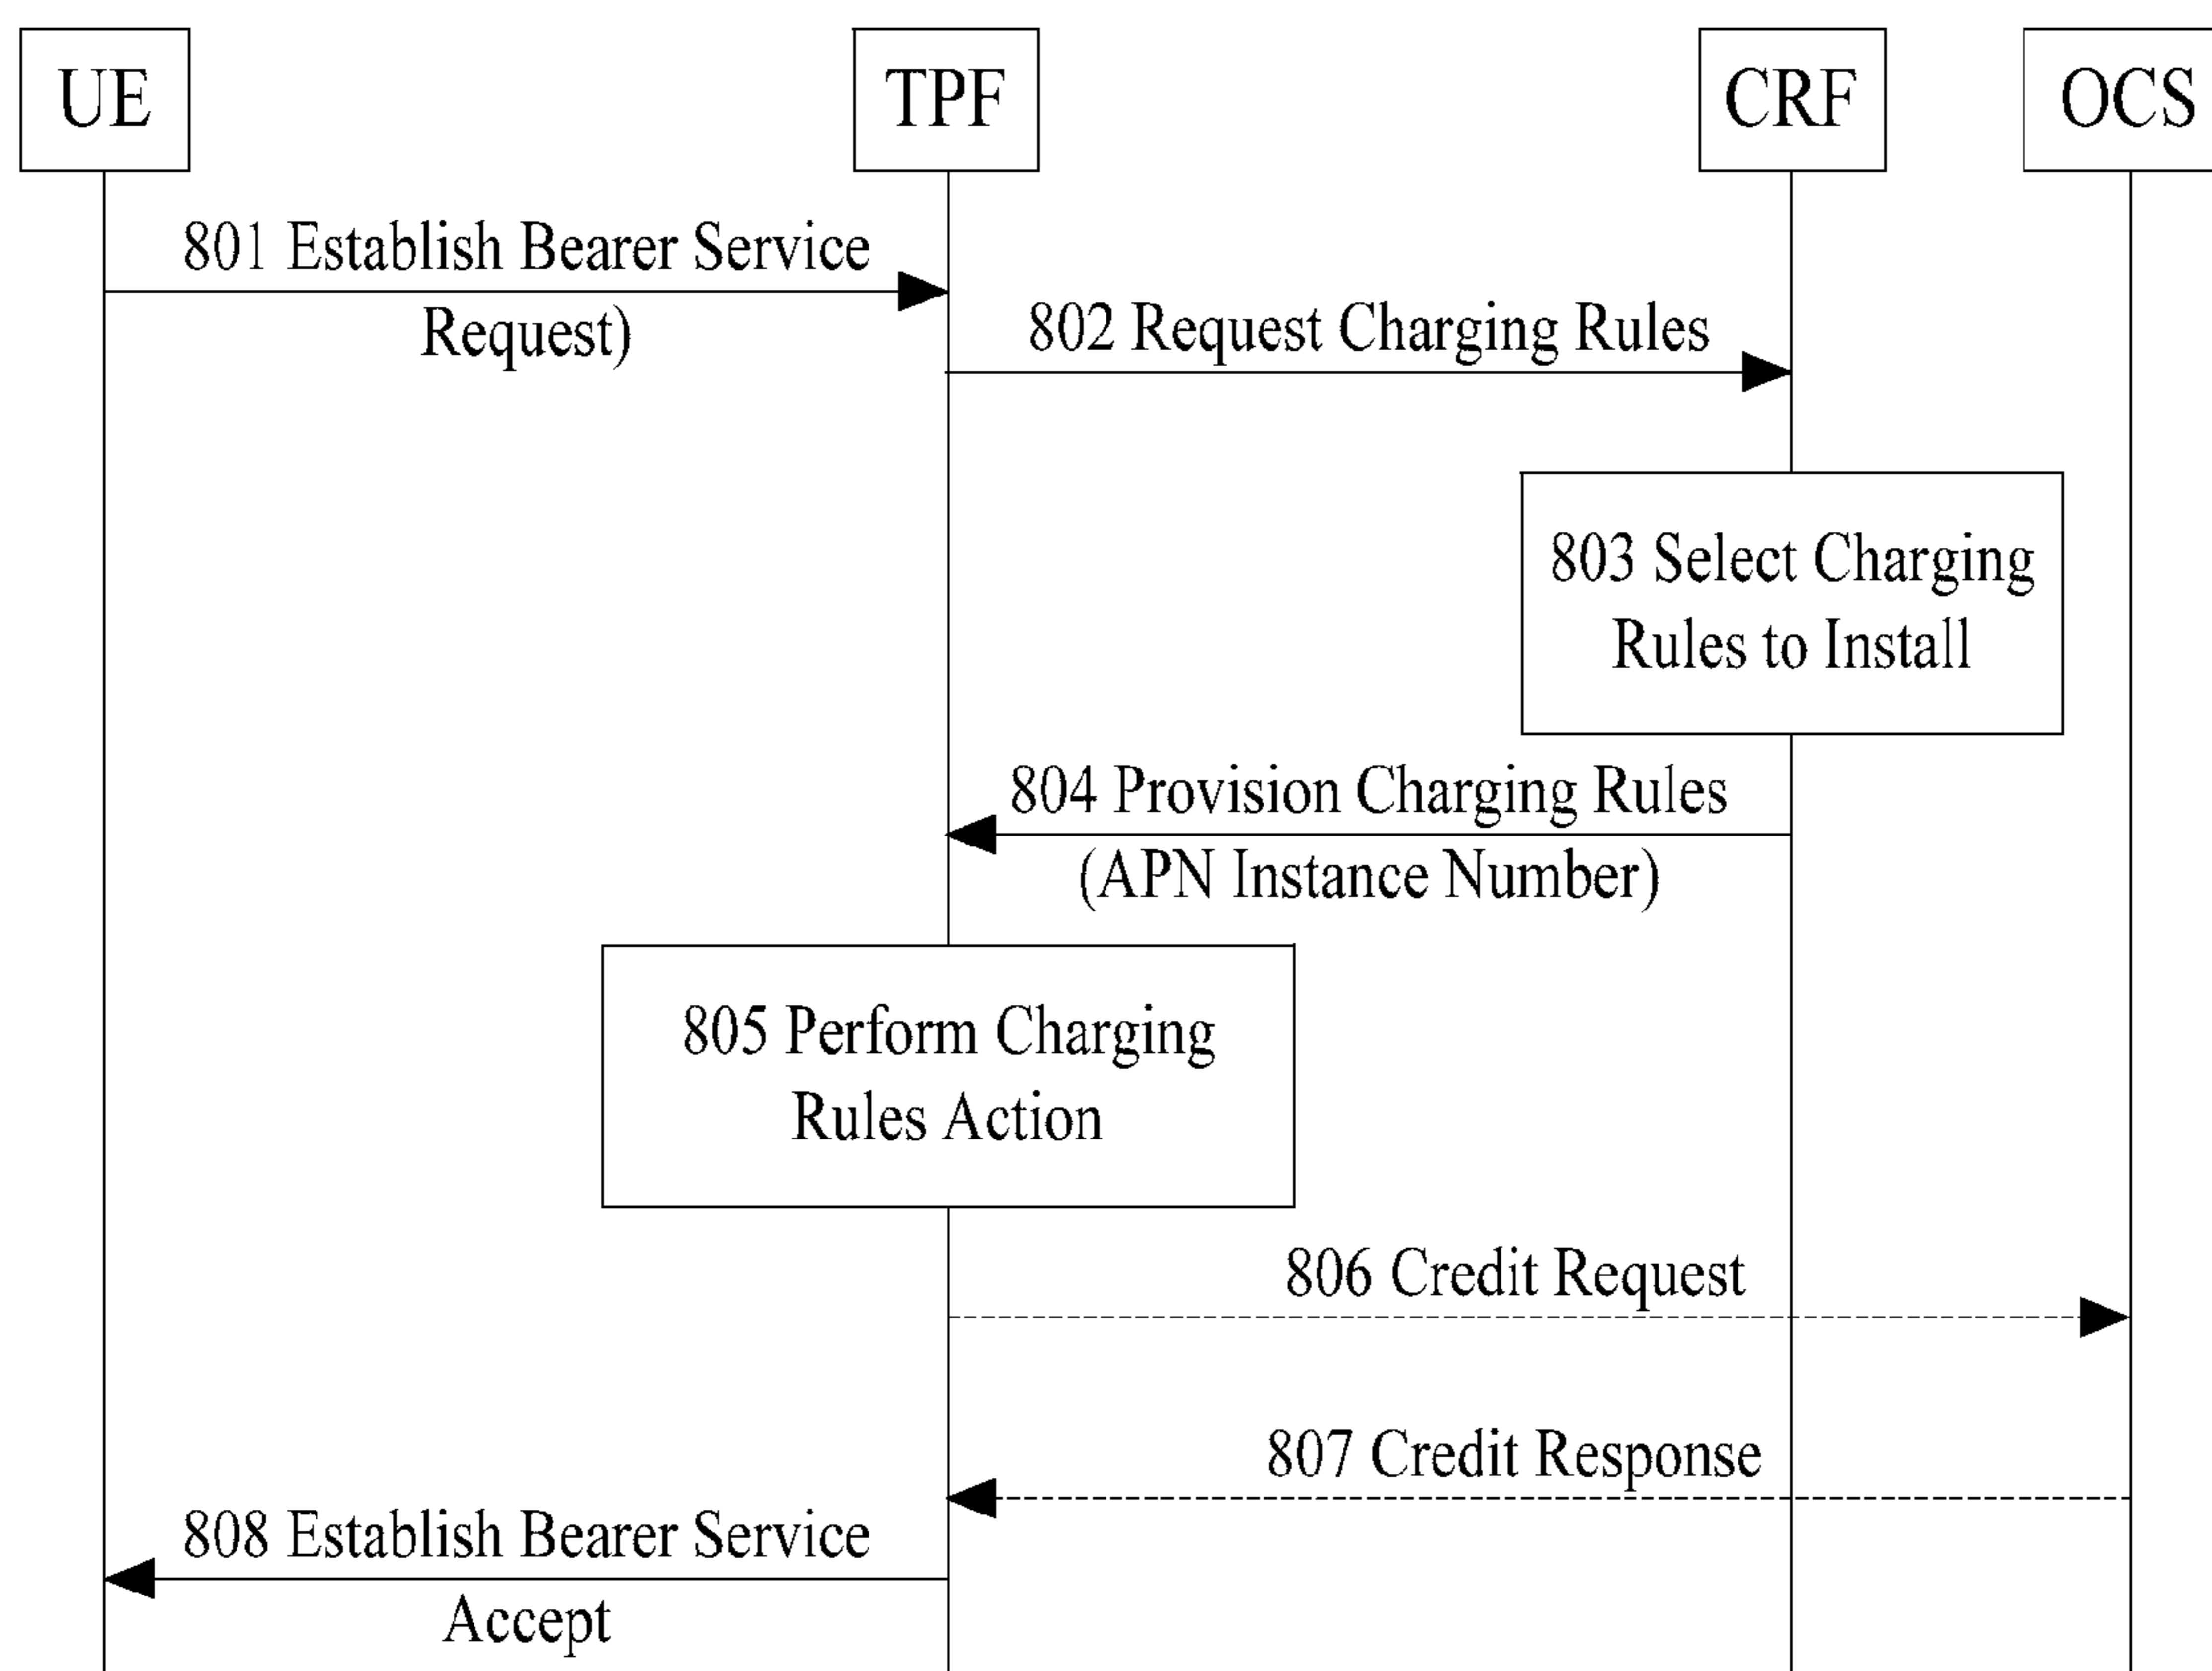 UE
TPF
CRF
OCS
801 Establish Bearer Service
Request)
802 Request Charging Rules
803 Select Charging
Rules to Install
804 Provision Charging Rules
(APN Instance Number)
805 Perform Charging
Rules Action
806 Credit Request
807 Credit Response
808 Establish Bearer Service
Accept